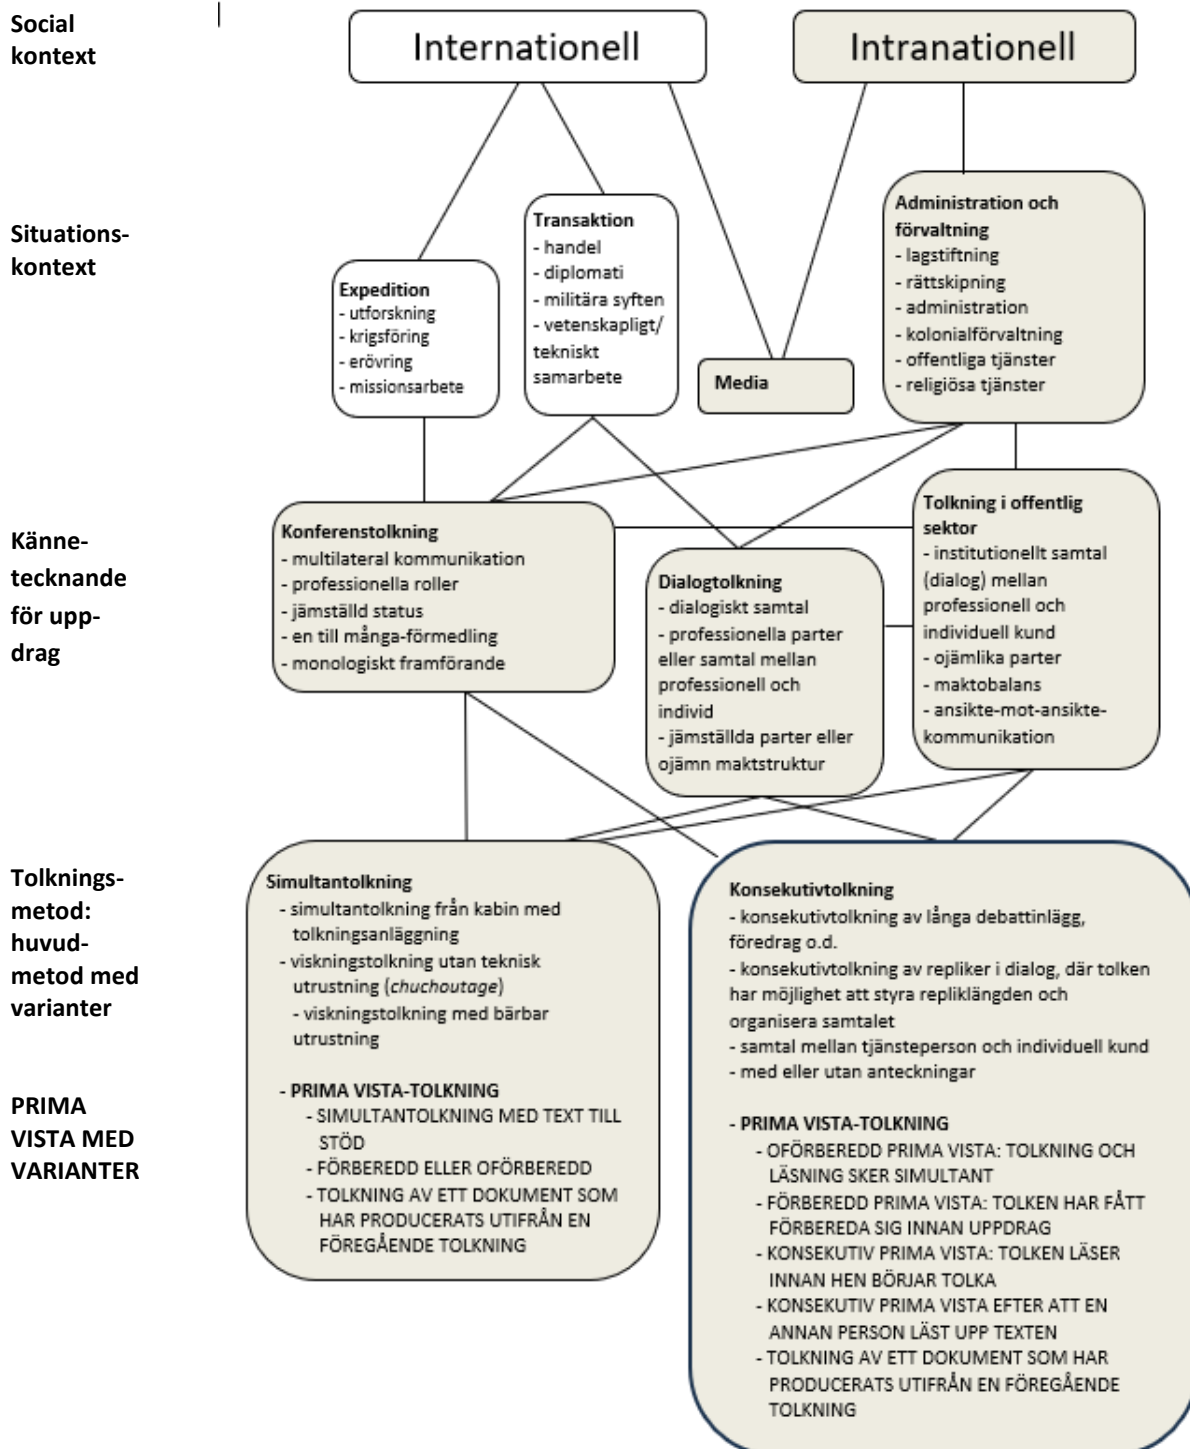 Social
kontext
Internationell
Intranationell
Situations-
kontext
Expedition
- utforskning
- krigsföring
- erövring
- missionsarbete
Transaktion
- handel
- diplomati
- militära syften
- vetenskapligt/
tekniskt
samarbete
Media
Administration och
förvaltning
- lagstiftning
- rättskipning
- administration
- kolonialförvaltning
- offentliga tjänster
- religiösa tjänster
Känne-
tecknande
för upp-
drag
Konferenstolkning
- multilateral kommunikation
- professionella roller
- jämställd status
- en till många-förmedling
- monologiskt framförande
Dialogtolkning
- dialogiskt samtal
- professionella parter
eller samtal mellan
professionell och
individ
- jämställda parter eller
ojämn maktstruktur
Tolkning i offentlig
sektor
- institutionellt samtal
(dialog) mellan
professionell och
individuell kund
- ojämlika parter
- maktobalans
- ansikte-mot-ansikte-
kommunikation
Tolknings-
metod:
huvud-
metod med
varianter
PRIMA
VISTA MED
VARIANTER
Simultantolkning
- simultantolkning från kabin med
tolkningsanläggning
- viskningstolkning utan teknisk
utrustning (chuchoutage)
- viskningstolkning med bärbar
utrustning
- PRIMA VISTA-TOLKNING
- SIMULTANTOLKNING MED TEXT TILL
STÖD
- FÖRBEREDD ELLER OFÖRBEREDD
- TOLKNING AV ETT DOKUMENT SOM
HAR PRODUCERATS UTIFRÅN EN
FÖREGÅENDE TOLKNING
Konsekutivtolkning
- konsekutivtolkning av långa debattinlägg,
föredrag o.d.
- konsekutivtolkning av repliker i dialog, där tolken
har möjlighet att styra repliklängden och
organisera samtalet
- samtal mellan tjänsteperson och individuell kund
- med eller utan anteckningar
- PRIMA VISTA-TOLKNING
- OFÖRBEREDD PRIMA VISTA: TOLKNING OCH
LÄSNING SKER SIMULTANT
- FÖRBEREDD PRIMA VISTA: TOLKEN HAR FÅTT
FÖRBEREDA SIG INNAN UPPDRAG
- KONSEKUTIV PRIMA VISTA: TOLKEN LÄSER
INNAN HEN BÖRJAR TOLKA
- KONSEKUTIV PRIMA VISTA EFTER ATT EN
ANNAN PERSON LÄST UPP TEXTEN
- TOLKNING AV ETT DOKUMENT SOM HAR
PRODUCERATS UTIFRÅN EN FÖREGÅENDE
TOLKNING